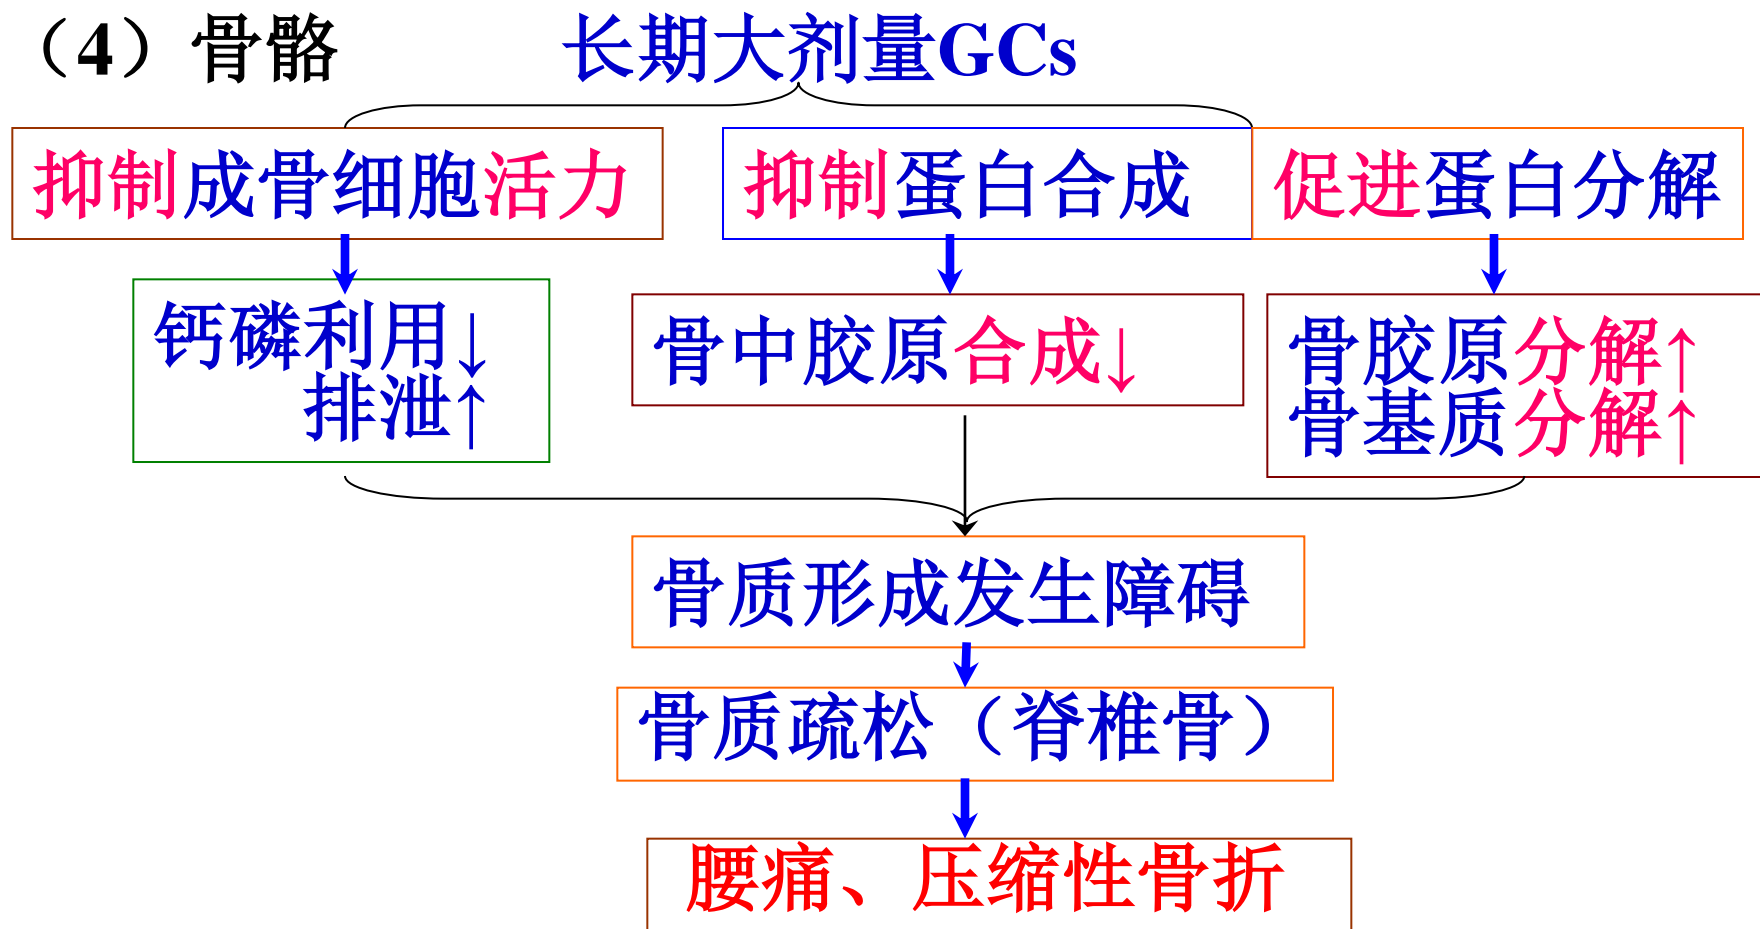 （4）骨骼
长期大剂量GCs
抑制成骨细胞活力
抑制蛋白合成
促进蛋白分解
钙磷利用↓
排泄↑
骨中胶原合成↓
骨胶原分解↑
骨基质分解↑
骨质形成发生障碍
骨质疏松（脊椎骨）
腰痛、压缩性骨折